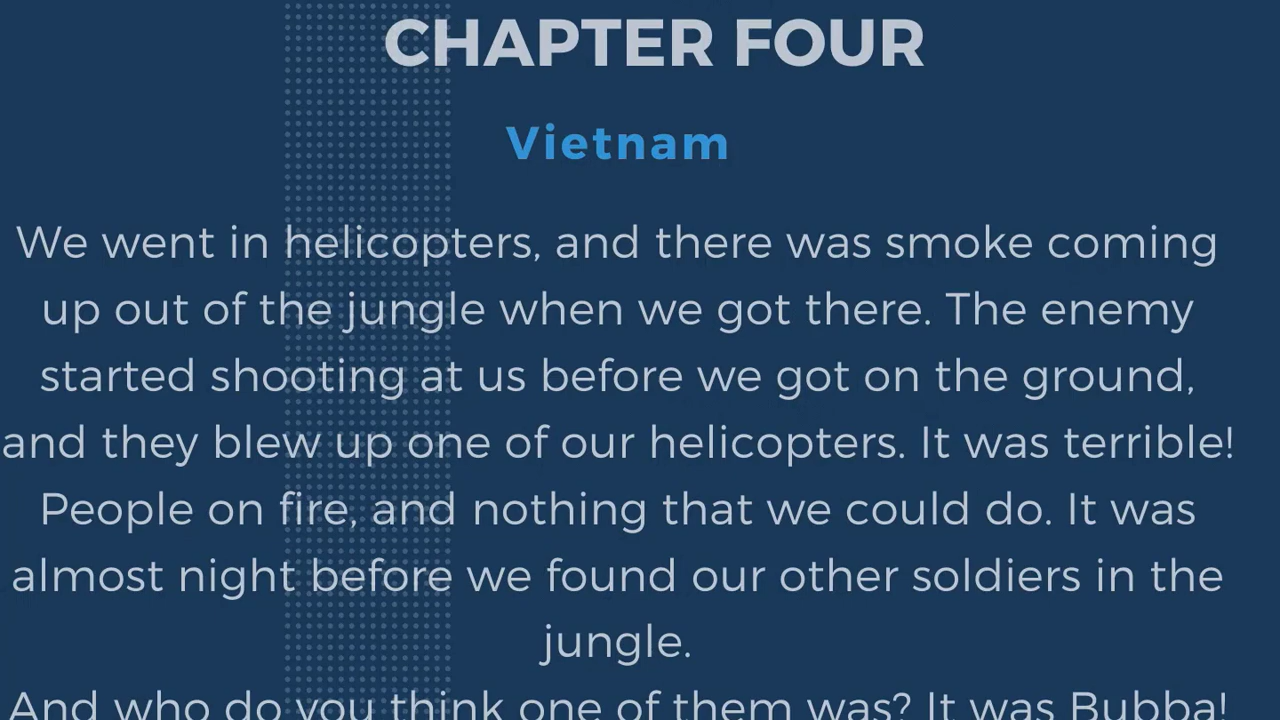 CHAPTER FOUR
Vietnam
We went in helicopters, and there was smoke coming
up out of the jungle when we got there. The enemy
started shooting at us before we got on the ground,
and they blew up one of our helicopters. It was terrible!
People on fire, and nothing that we could do. It was
almost night before we found our other soldiers in the
jungle.
And who do you think one of them was? It was Bubba!